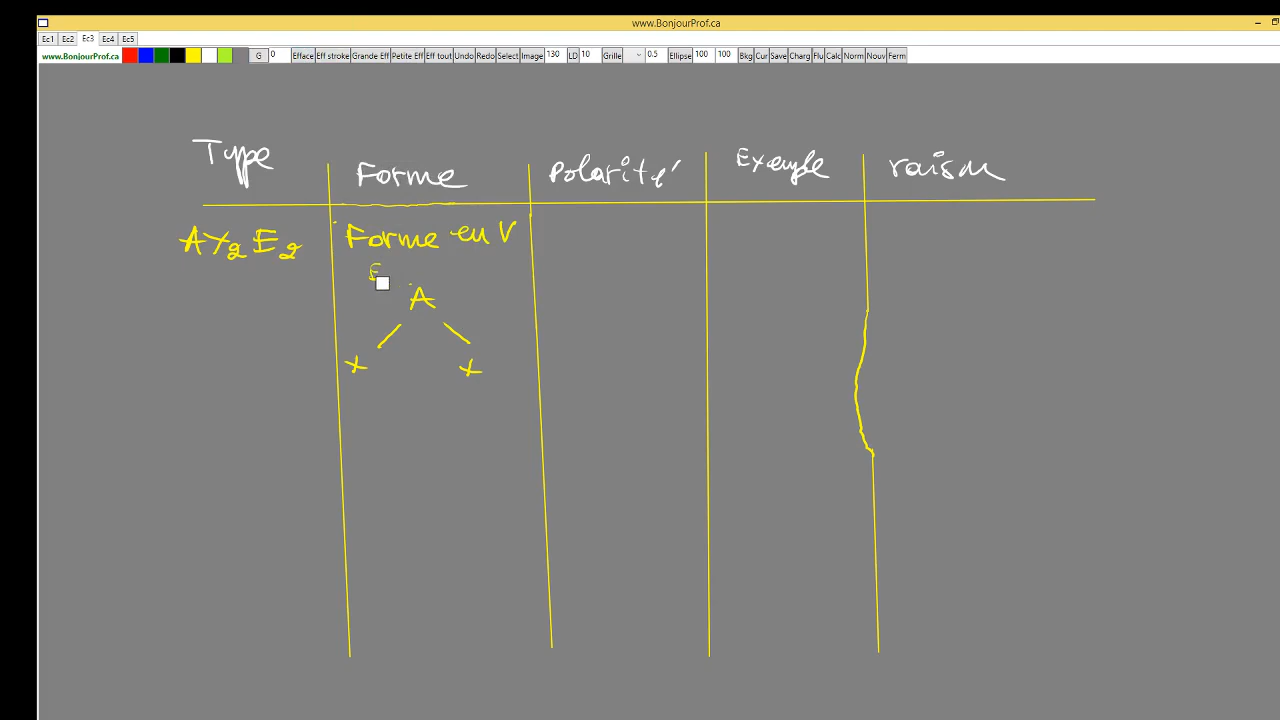 www.BonjourProf.ca
Ec1 Ec2 Ec3 Ec4 Ec5
www.BonjourProf.ca G 0 Efface Eff stroke Grande Eff Petite Eff Eff tout Undo Redo Select Image 130 LD 10 Grille 0.5 Ellipse 100 100 Bkg Cur Save Charg Flu Calc Norm Nouv Ferm
Type Forme Polarité Exemple raison
AX₂E₂ Forme en V
E
A
x x